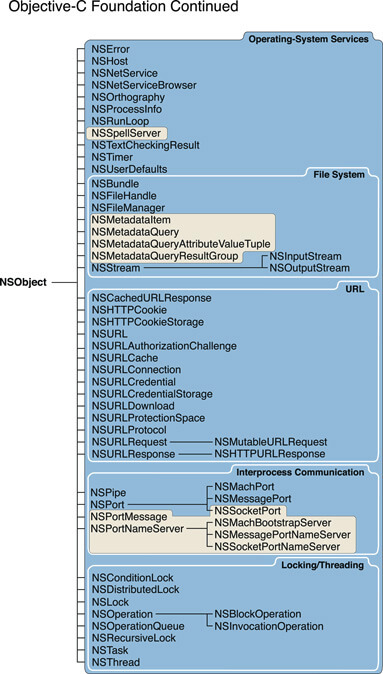 Objective-C Foundation Continued
Operating-System Services
NSError
NSHost
NSNetService
NSNetServiceBrowser
NSOrthography
NSProcessInfo
NSRunLoop
NSSpellServer
NSTextCheckingResult
NSTimer
NSUserDefaults
File System
NSBundle
NSFileHandle
NSFileManager
NSMetadataItem
NSMetadataQuery
NSMetadataQueryAttributeValueTuple
NSMetadataQueryResultGroup NSInputStream
NSStream NSOutputStream
NSObject
URL
NSCachedURLResponse
NSHTTPCookie
NSHTTPCookieStorage
NSURL
NSURLAuthorizationChallenge
NSURLCache
NSURLConnection
NSURLCredential
NSURLCredentialStorage
NSURLDownload
NSURLProtectionSpace
NSURLProtocol
NSURLRequest NSMutableURLRequest
NSURLResponse NSHTTPURLResponse
Interprocess Communication
NSMachPort
NSPipe
NSMessagePort
NSPort
NSSocketPort
NSPortMessage
NSMachBootstrapServer
NSPortNameServer
NSMessagePortNameServer
NSSocketPortNameServer
Locking/Threading
NSConditionLock
NSDistributedLock
NSLock
NSOperation NSBlockOperation
NSOperationQueue NSInvocationOperation
NSRecursiveLock
NSTask
NSThread